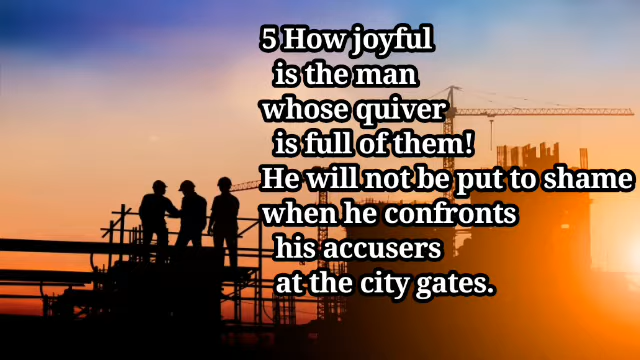 5 How joyful
is the man
whose quiver
is full of them!
He will not be put to shame
when he confronts
his accusers
at the city gates.